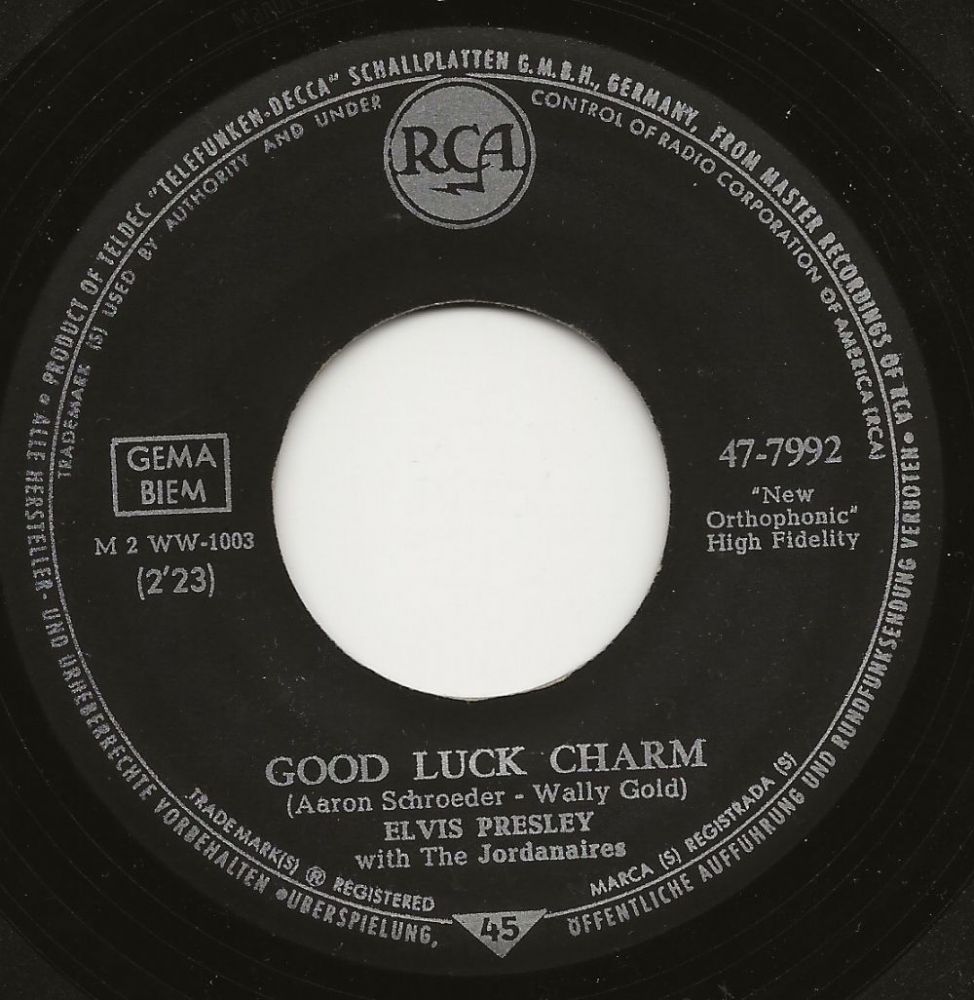 • PRODUCT OF TELDEC "TELEFUNKEN-DECCA" SCHALLPLATTEN G.M.B.H., GERMANY, FROM MASTER RECORDINGS OF RCA •
TRADEMARK (S) USED BY AUTHORITY AND UNDER CONTROL OF RADIO CORPORATION OF AMERICA (RCA)
RCA
GEMA
BIEM
M 2 WW-1003
(2'23)
47-7992
"New
Orthophonic"
High Fidelity
GOOD LUCK CHARM
(Aaron Schroeder - Wally Gold)
ELVIS PRESLEY
with The Jordanaires
TRADEMARK(S) ® REGISTERED
MARCA (S) REGISTRADA (S)
45
ALLE HERSTELLER- UND URHEBERRECHTE VORBEHALTEN • ÜBERSPIELUNG, ÖFFENTLICHE AUFFÜHRUNG UND RUNDFUNKSENDUNG VERBOTEN